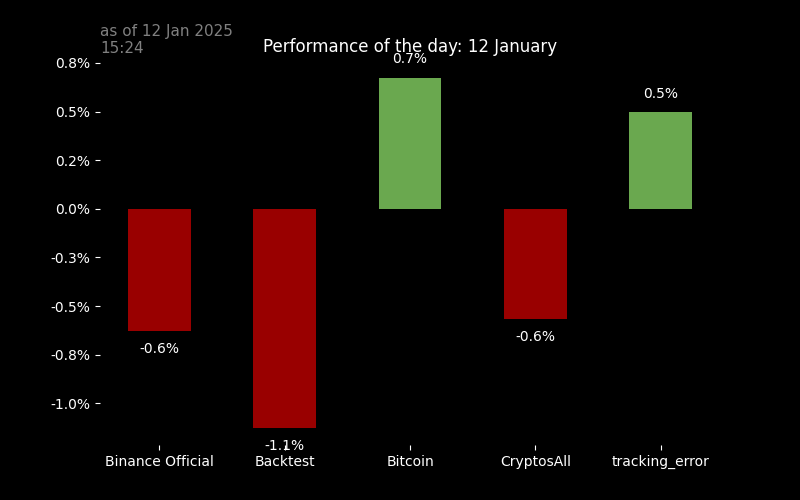 as of 12 Jan 2025
15:24
Performance of the day: 12 January
0.8%
0.5%
0.2%
0.0%
-0.3%
-0.5%
-0.8%
-1.0%
-0.6%
-1.1%
0.7%
-0.6%
0.5%
Binance Official
Backtest
Bitcoin
CryptosAll
tracking_error